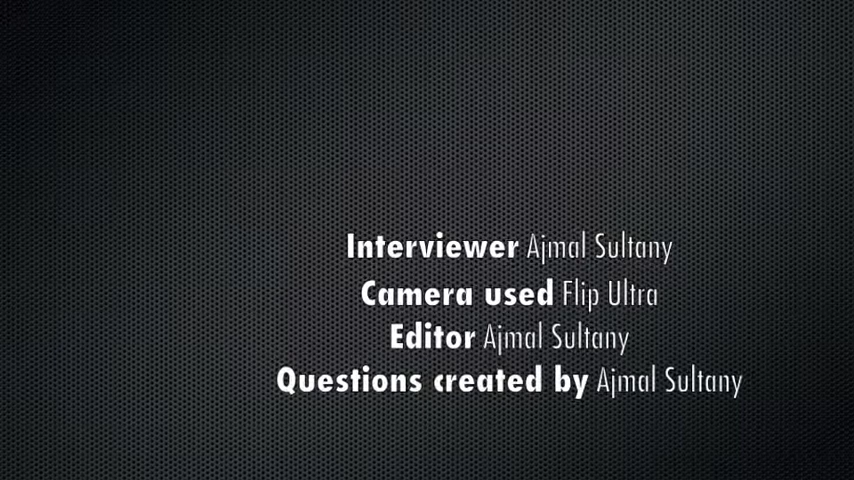 Interviewer Ajmal Sultany
Camera used Flip Ultra
Editor Ajmal Sultany
Questions created by Ajmal Sultany